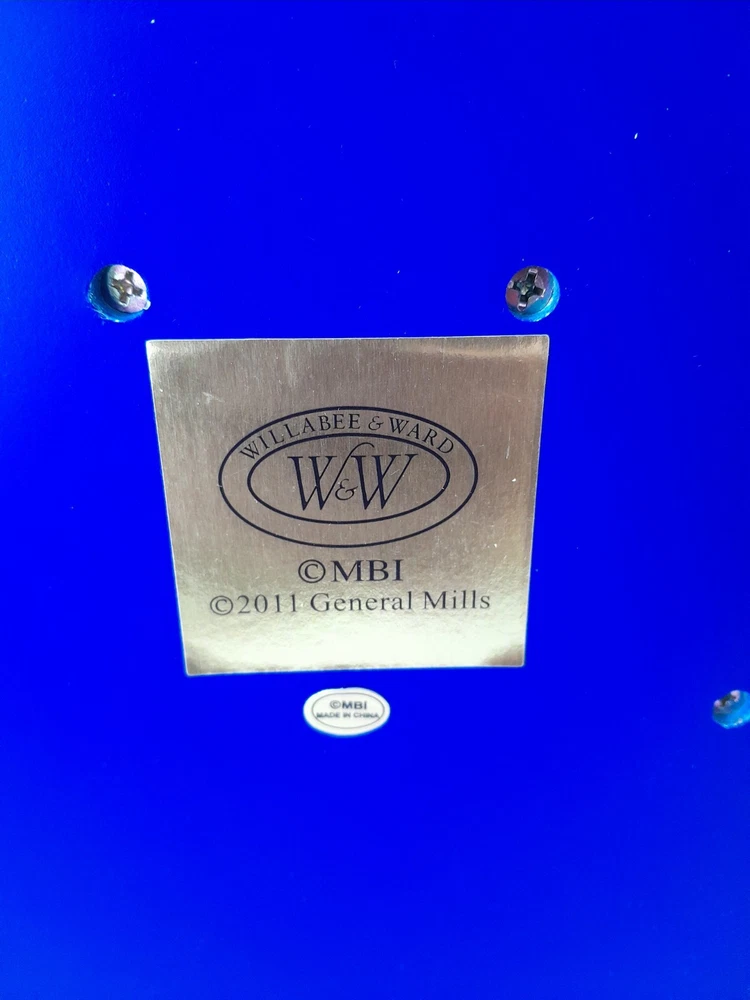 WILLABEE & WARD
W&W
©MBI
©2011 General Mills
©MBI
MADE IN CHINA